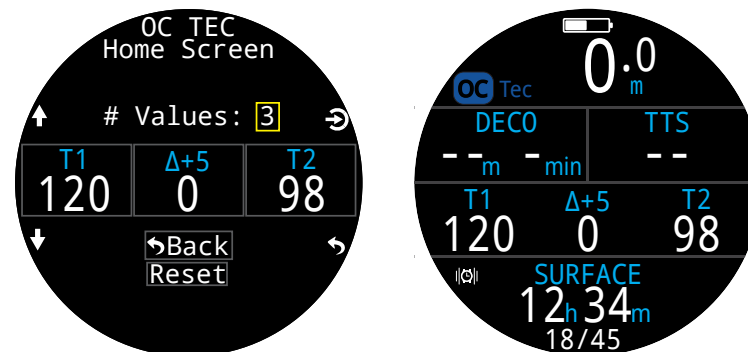 OC TEC
Home Screen
# Values: 3
T1 Δ+5 T2
120 0 98
Back
Reset
0.0 m
OC Tec
DECO TTS
--m -min --
T1 Δ+5 T2
120 0 98
SURFACE
12h 34m
18/45